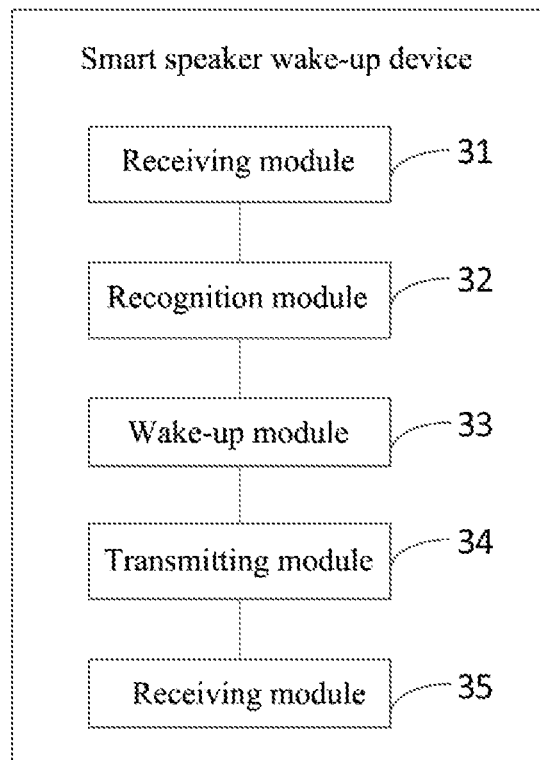 Smart speaker wake-up device
Receiving module
31
Recognition module
32
Wake-up module
33
Transmitting module
34
Receiving module
35